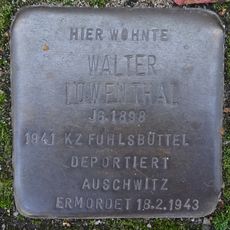 HIER WOHNTE
WALTER
LÖWENTHAL
JG. 1898
1941 KZ FUHLSBÜTTEL
DEPORTIERT
AUSCHWITZ
ERMORDET 18.2.1943